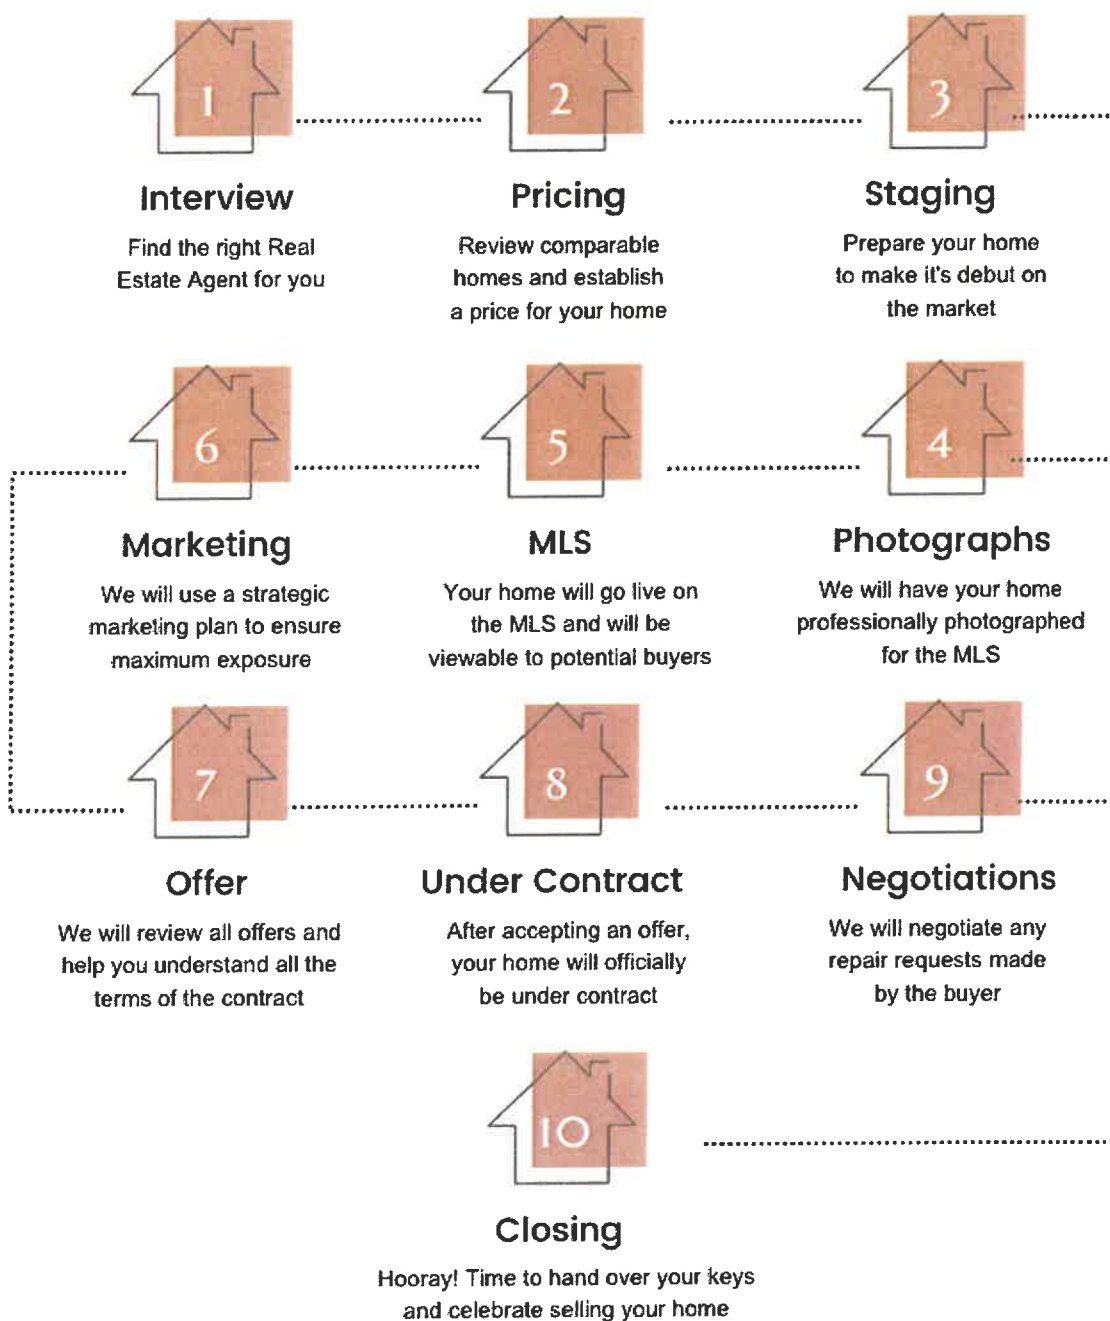 1
Interview
Find the right Real
Estate Agent for you
2
Pricing
Review comparable
homes and establish
a price for your home
3
Staging
Prepare your home
to make it's debut on
the market
4
Photographs
We will have your home
professionally photographed
for the MLS
5
MLS
Your home will go live on
the MLS and will be
viewable to potential buyers
6
Marketing
We will use a strategic
marketing plan to ensure
maximum exposure
7
Offer
We will review all offers and
help you understand all the
terms of the contract
8
Under Contract
After accepting an offer,
your home will officially
be under contract
9
Negotiations
We will negotiate any
repair requests made
by the buyer
10
Closing
Hooray! Time to hand over your keys
and celebrate selling your home